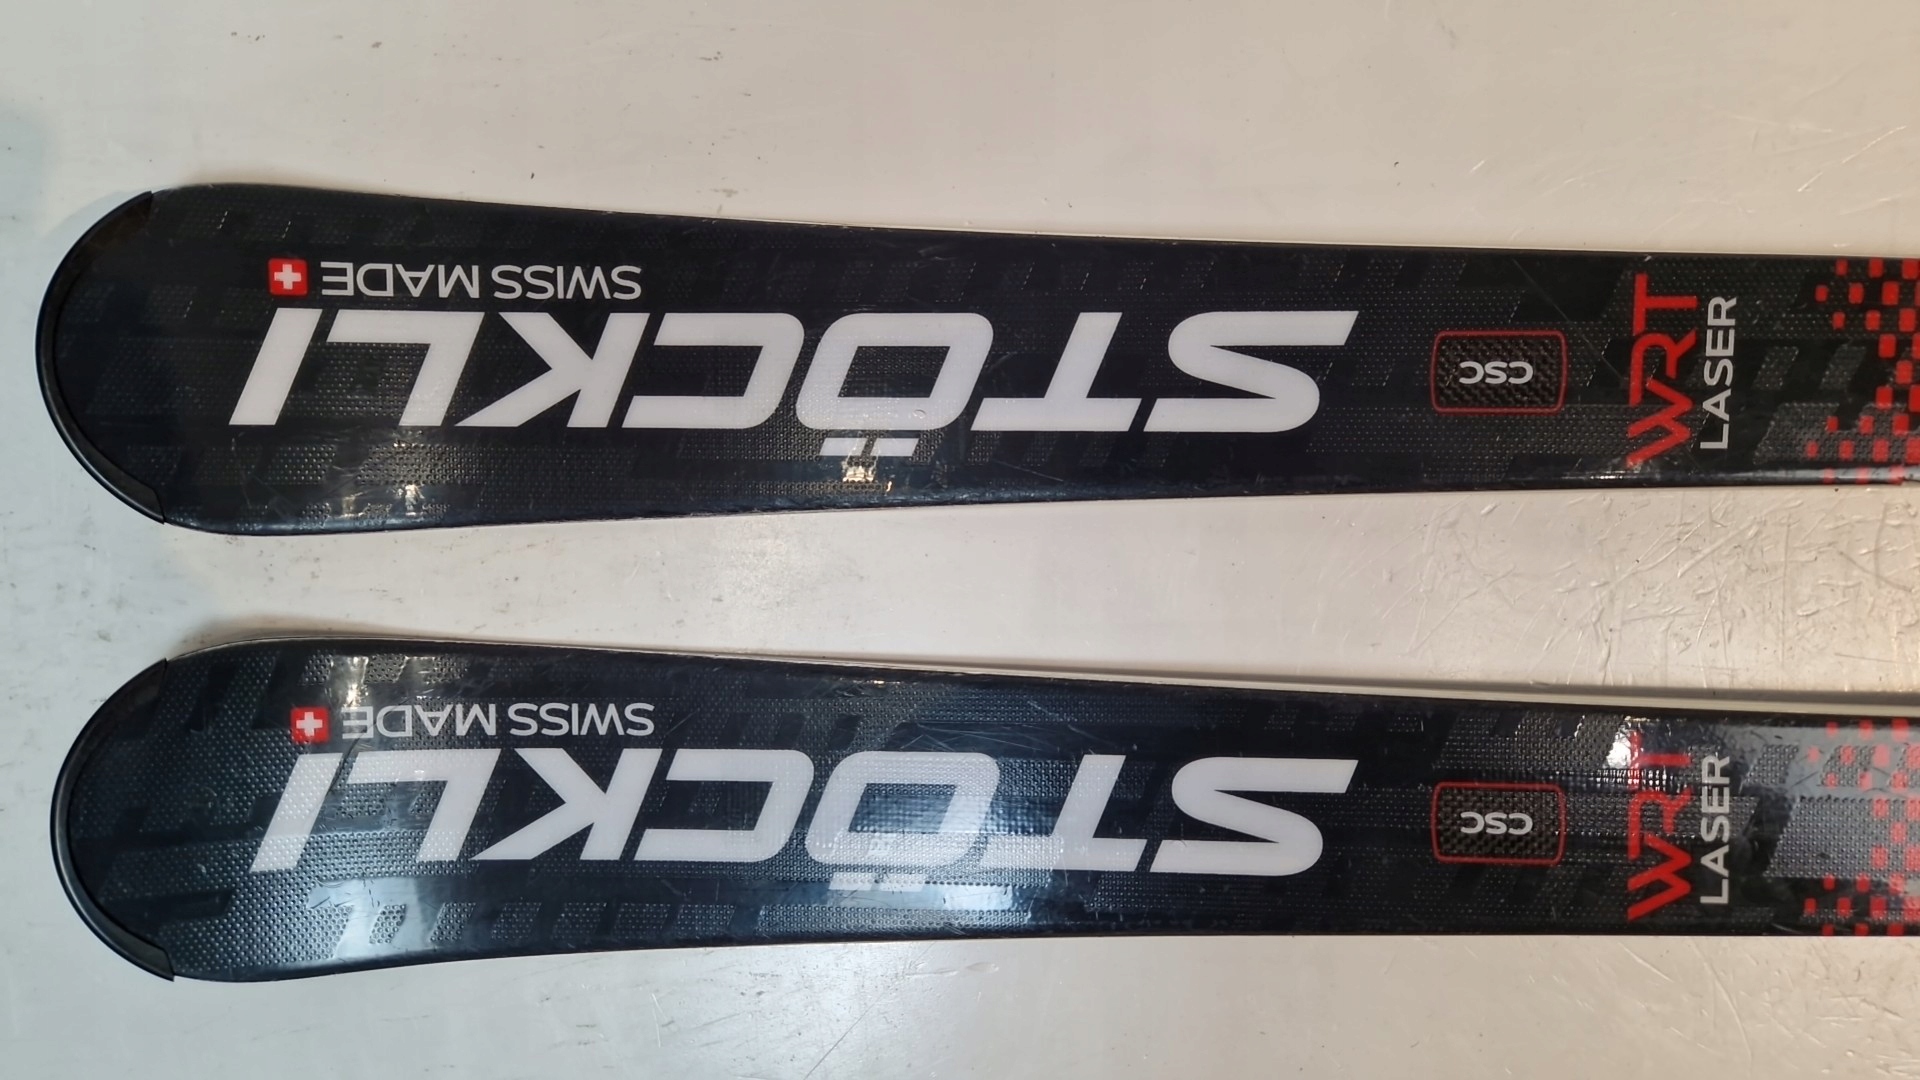 SWISS MADE
STÖCKLI
CSC
WRT
LASER
SWISS MADE
STÖCKLI
CSC
WRT
LASER